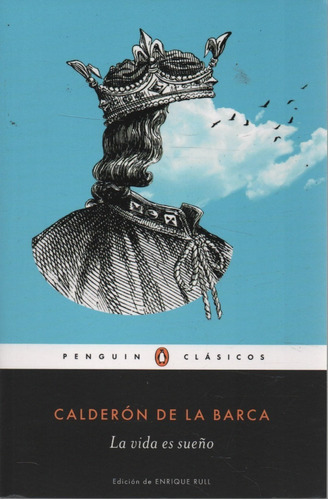 PENGUIN CLÁSICOS
CALDERÓN DE LA BARCA
La vida es sueño
Edición de ENRIQUE RULL